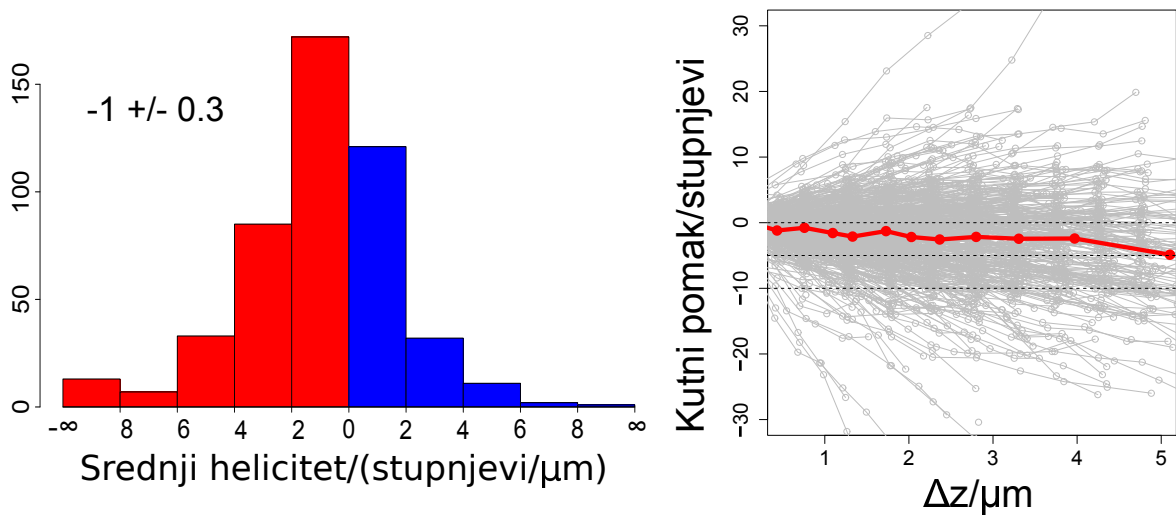 150
100
50
0
-1 +/- 0.3
-∞ 8 6 4 2 0 2 4 6 8 ∞
Srednji helicitet/(stupnjevi/μm)
Kutni pomak/stupnjevi
30
20
10
0
−10
−20
−30
1 2 3 4 5
Δz/μm